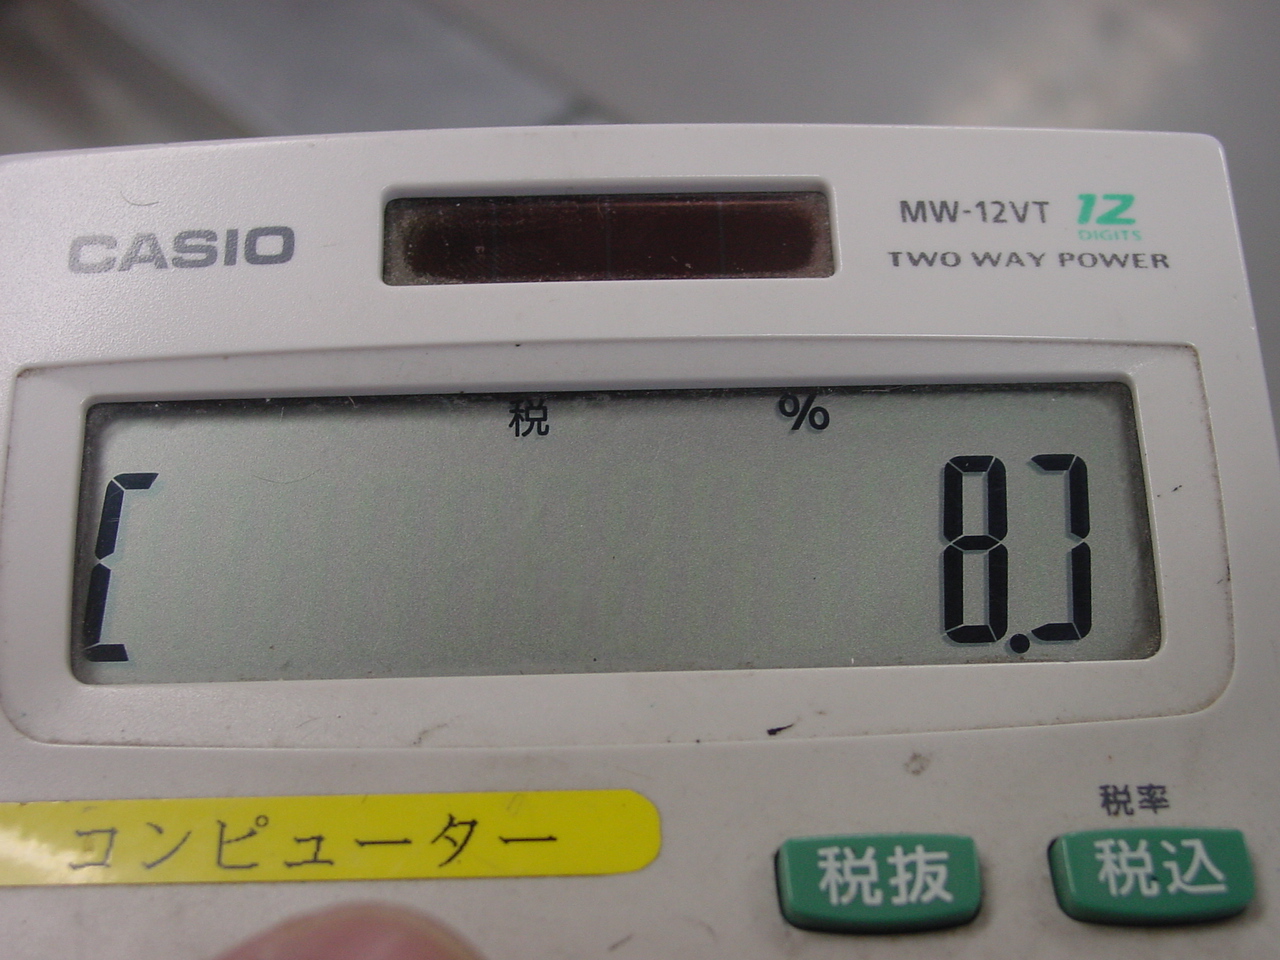 CASIO
MW-12VT 12
DIGITS
TWO WAY POWER
税 %
[ 8.]
コンピューター
税率
税抜 税込